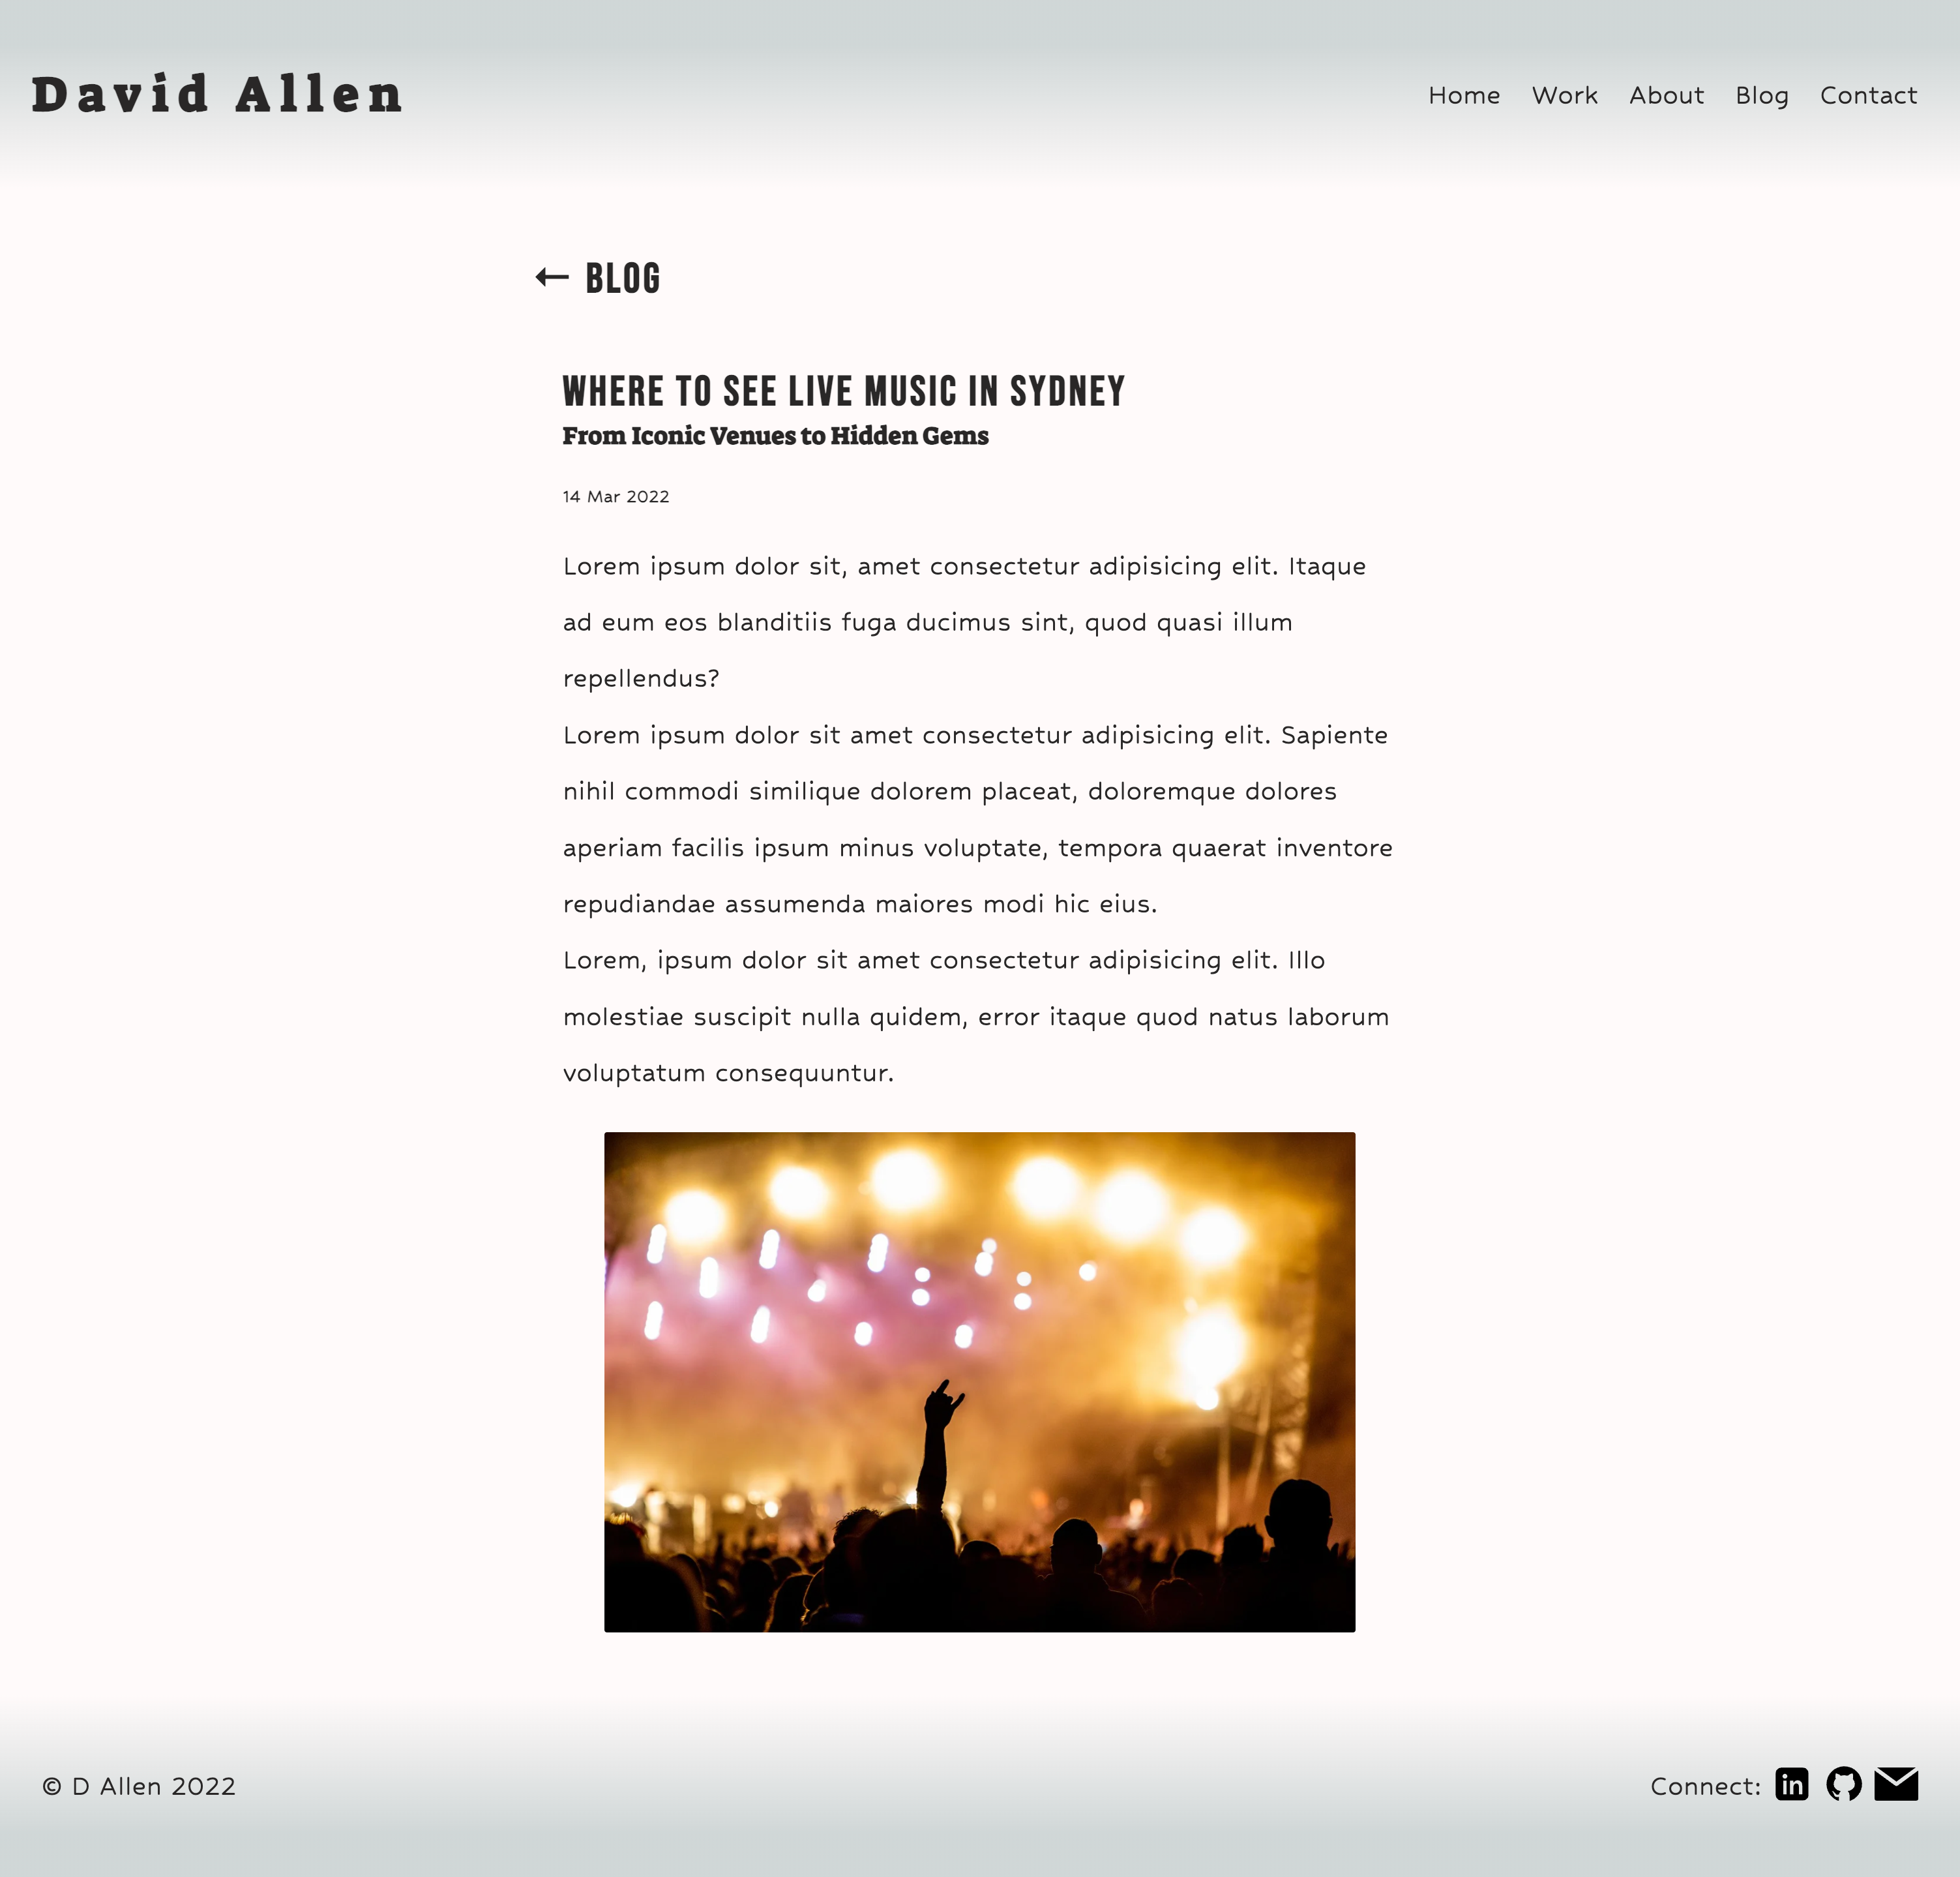 David Allen
Home Work About Blog Contact
BLOG
WHERE TO SEE LIVE MUSIC IN SYDNEY
From Iconic Venues to Hidden Gems
14 Mar 2022
Lorem ipsum dolor sit, amet consectetur adipisicing elit. Itaque
ad eum eos blanditiis fuga ducimus sint, quod quasi illum
repellendus?
Lorem ipsum dolor sit amet consectetur adipisicing elit. Sapiente
nihil commodi similique dolorem placeat, doloremque dolores
aperiam facilis ipsum minus voluptate, tempora quaerat inventore
repudiandae assumenda maiores modi hic eius.
Lorem, ipsum dolor sit amet consectetur adipisicing elit. Illo
molestiae suscipit nulla quidem, error itaque quod natus laborum
voluptatum consequuntur.
© D Allen 2022
Connect: in